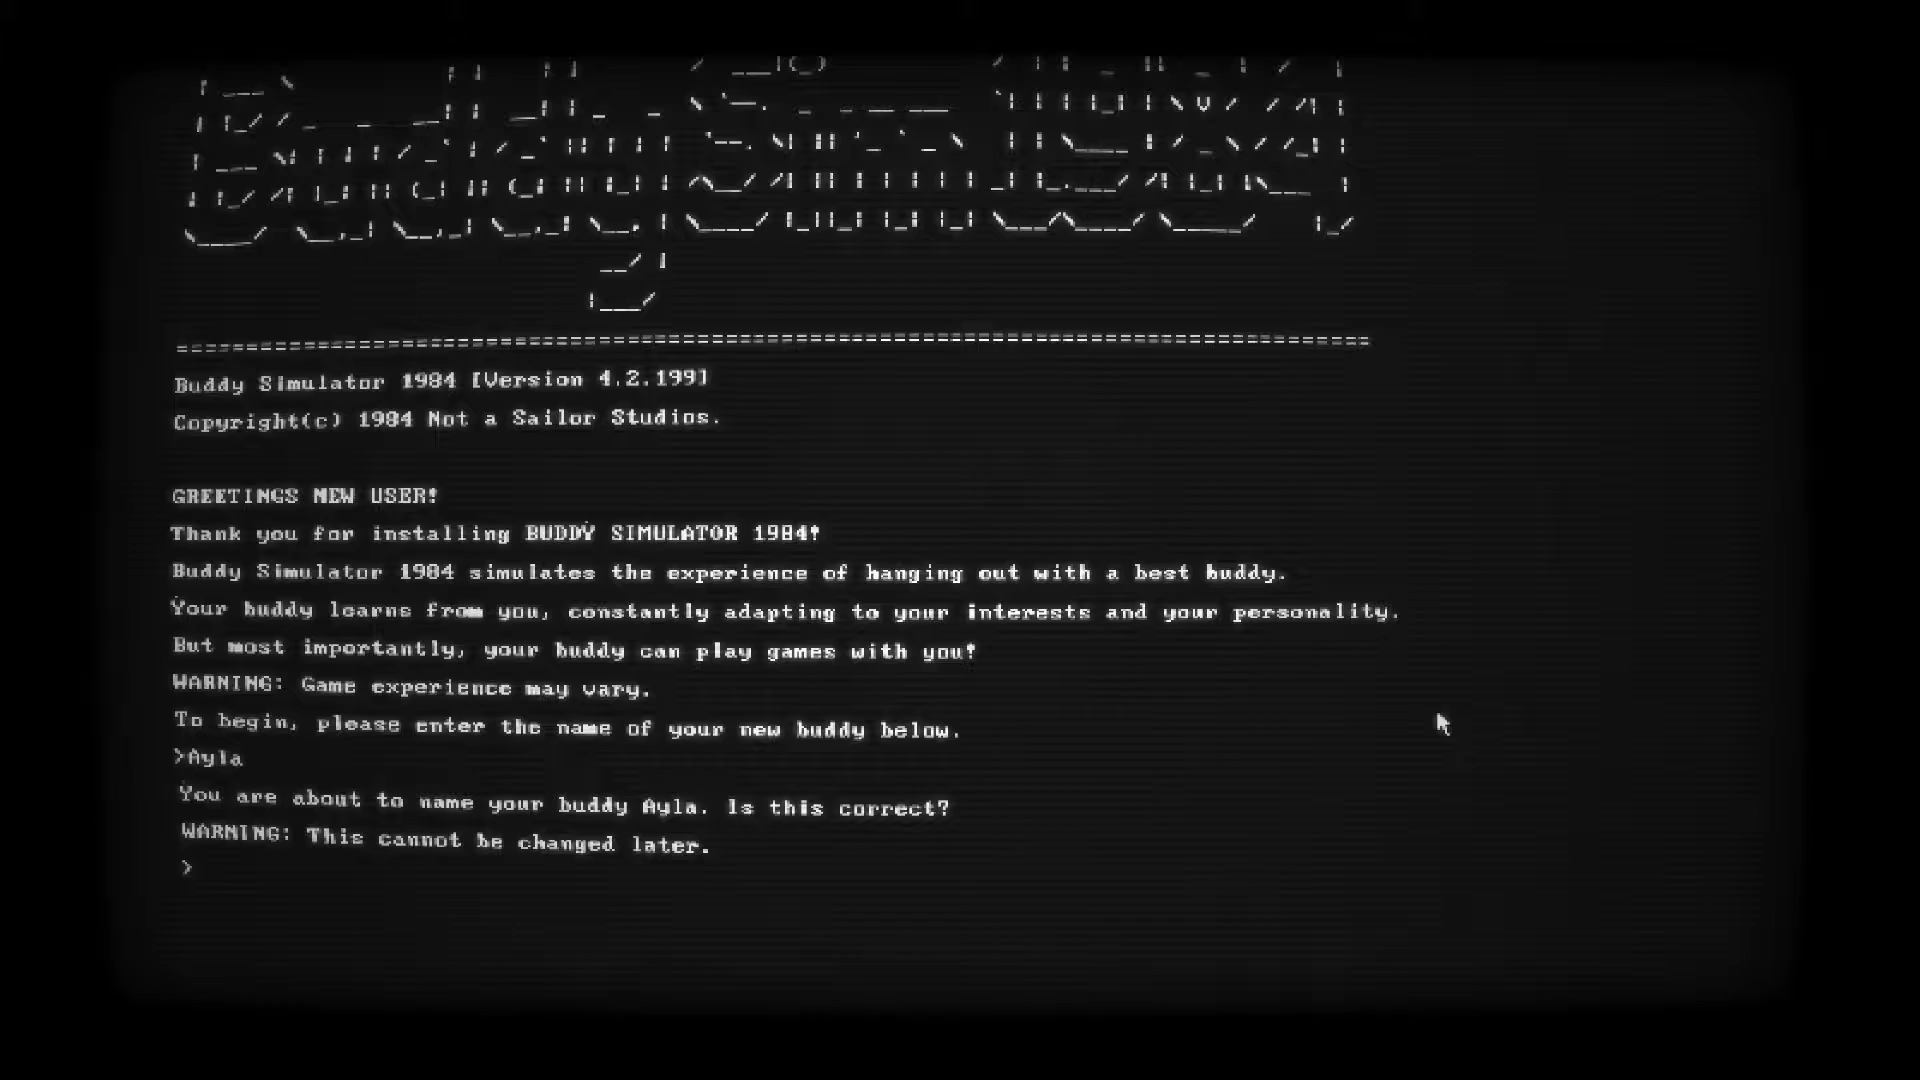 Buddy Simulator 1984 [Version 4.2.199]
Copyright(c) 1984 Not a Sailor Studios.
GREETINGS NEW USER!
Thank you for installing BUDDY SIMULATOR 1984!
Buddy Simulator 1984 simulates the experience of hanging out with a best buddy.
Your buddy learns from you, constantly adapting to your interests and your personality.
But most importantly, your buddy can play games with you!
WARNING: Game experience may vary.
To begin, please enter the name of your new buddy below.
>Ayla
You are about to name your buddy Ayla. Is this correct?
WARNING: This cannot be changed later.
>